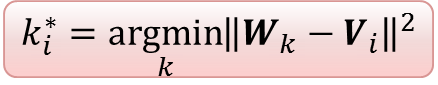 k_i^* = argmin_k ‖W_k − V_i‖²